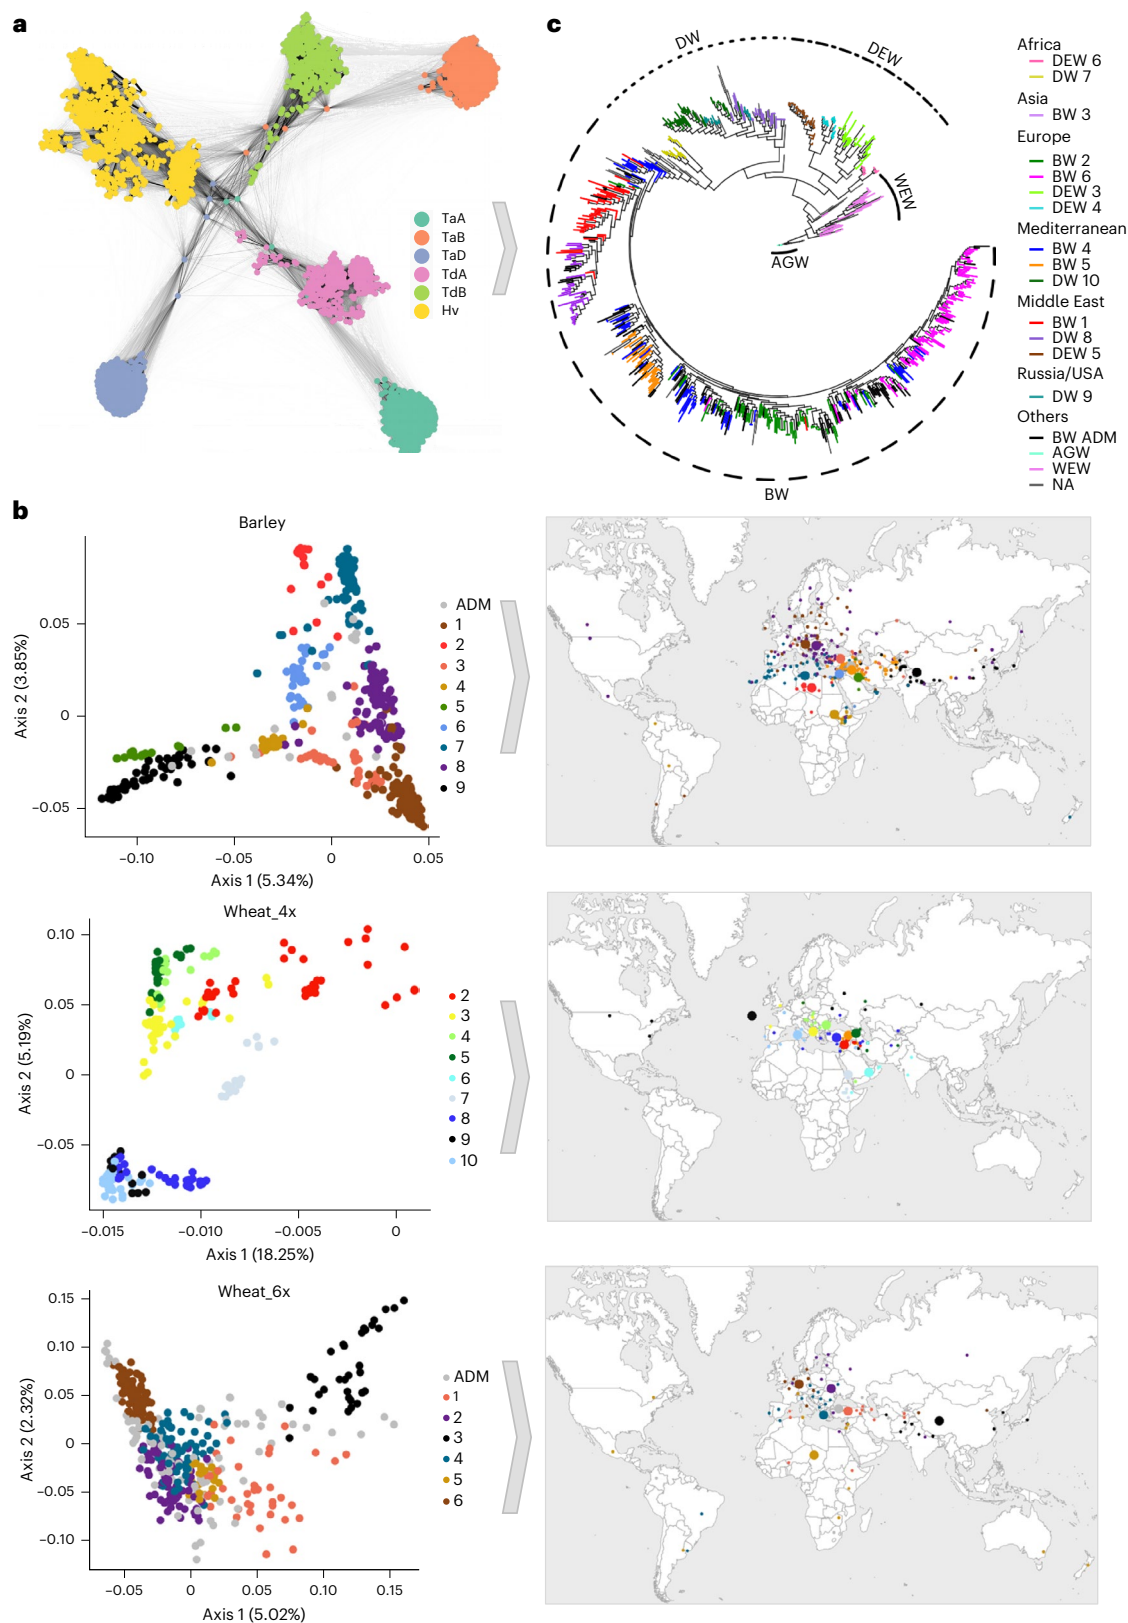 a
TaA
TaB
TaD
TdA
TdB
Hv
c
DW
DEW
WEW
AGW
BW
Africa
DEW 6
DW 7
Asia
BW 3
Europe
BW 2
BW 6
DEW 3
DEW 4
Mediterranean
BW 4
BW 5
DW 10
Middle East
BW 1
DW 8
DEW 5
Russia/USA
DW 9
Others
BW ADM
AGW
WEW
NA
b
Barley
Axis 2 (3.85%)
0.05
0
−0.05
−0.10
−0.05
0
0.05
Axis 1 (5.34%)
ADM
1
2
3
4
5
6
7
8
9
Wheat_4x
Axis 2 (5.19%)
0.10
0.05
0
−0.05
−0.015
−0.010
−0.005
0
Axis 1 (18.25%)
2
3
4
5
6
7
8
9
10
Wheat_6x
Axis 2 (2.32%)
0.15
0.10
0.05
0
−0.05
−0.10
−0.05
0
0.05
0.10
0.15
Axis 1 (5.02%)
ADM
1
2
3
4
5
6